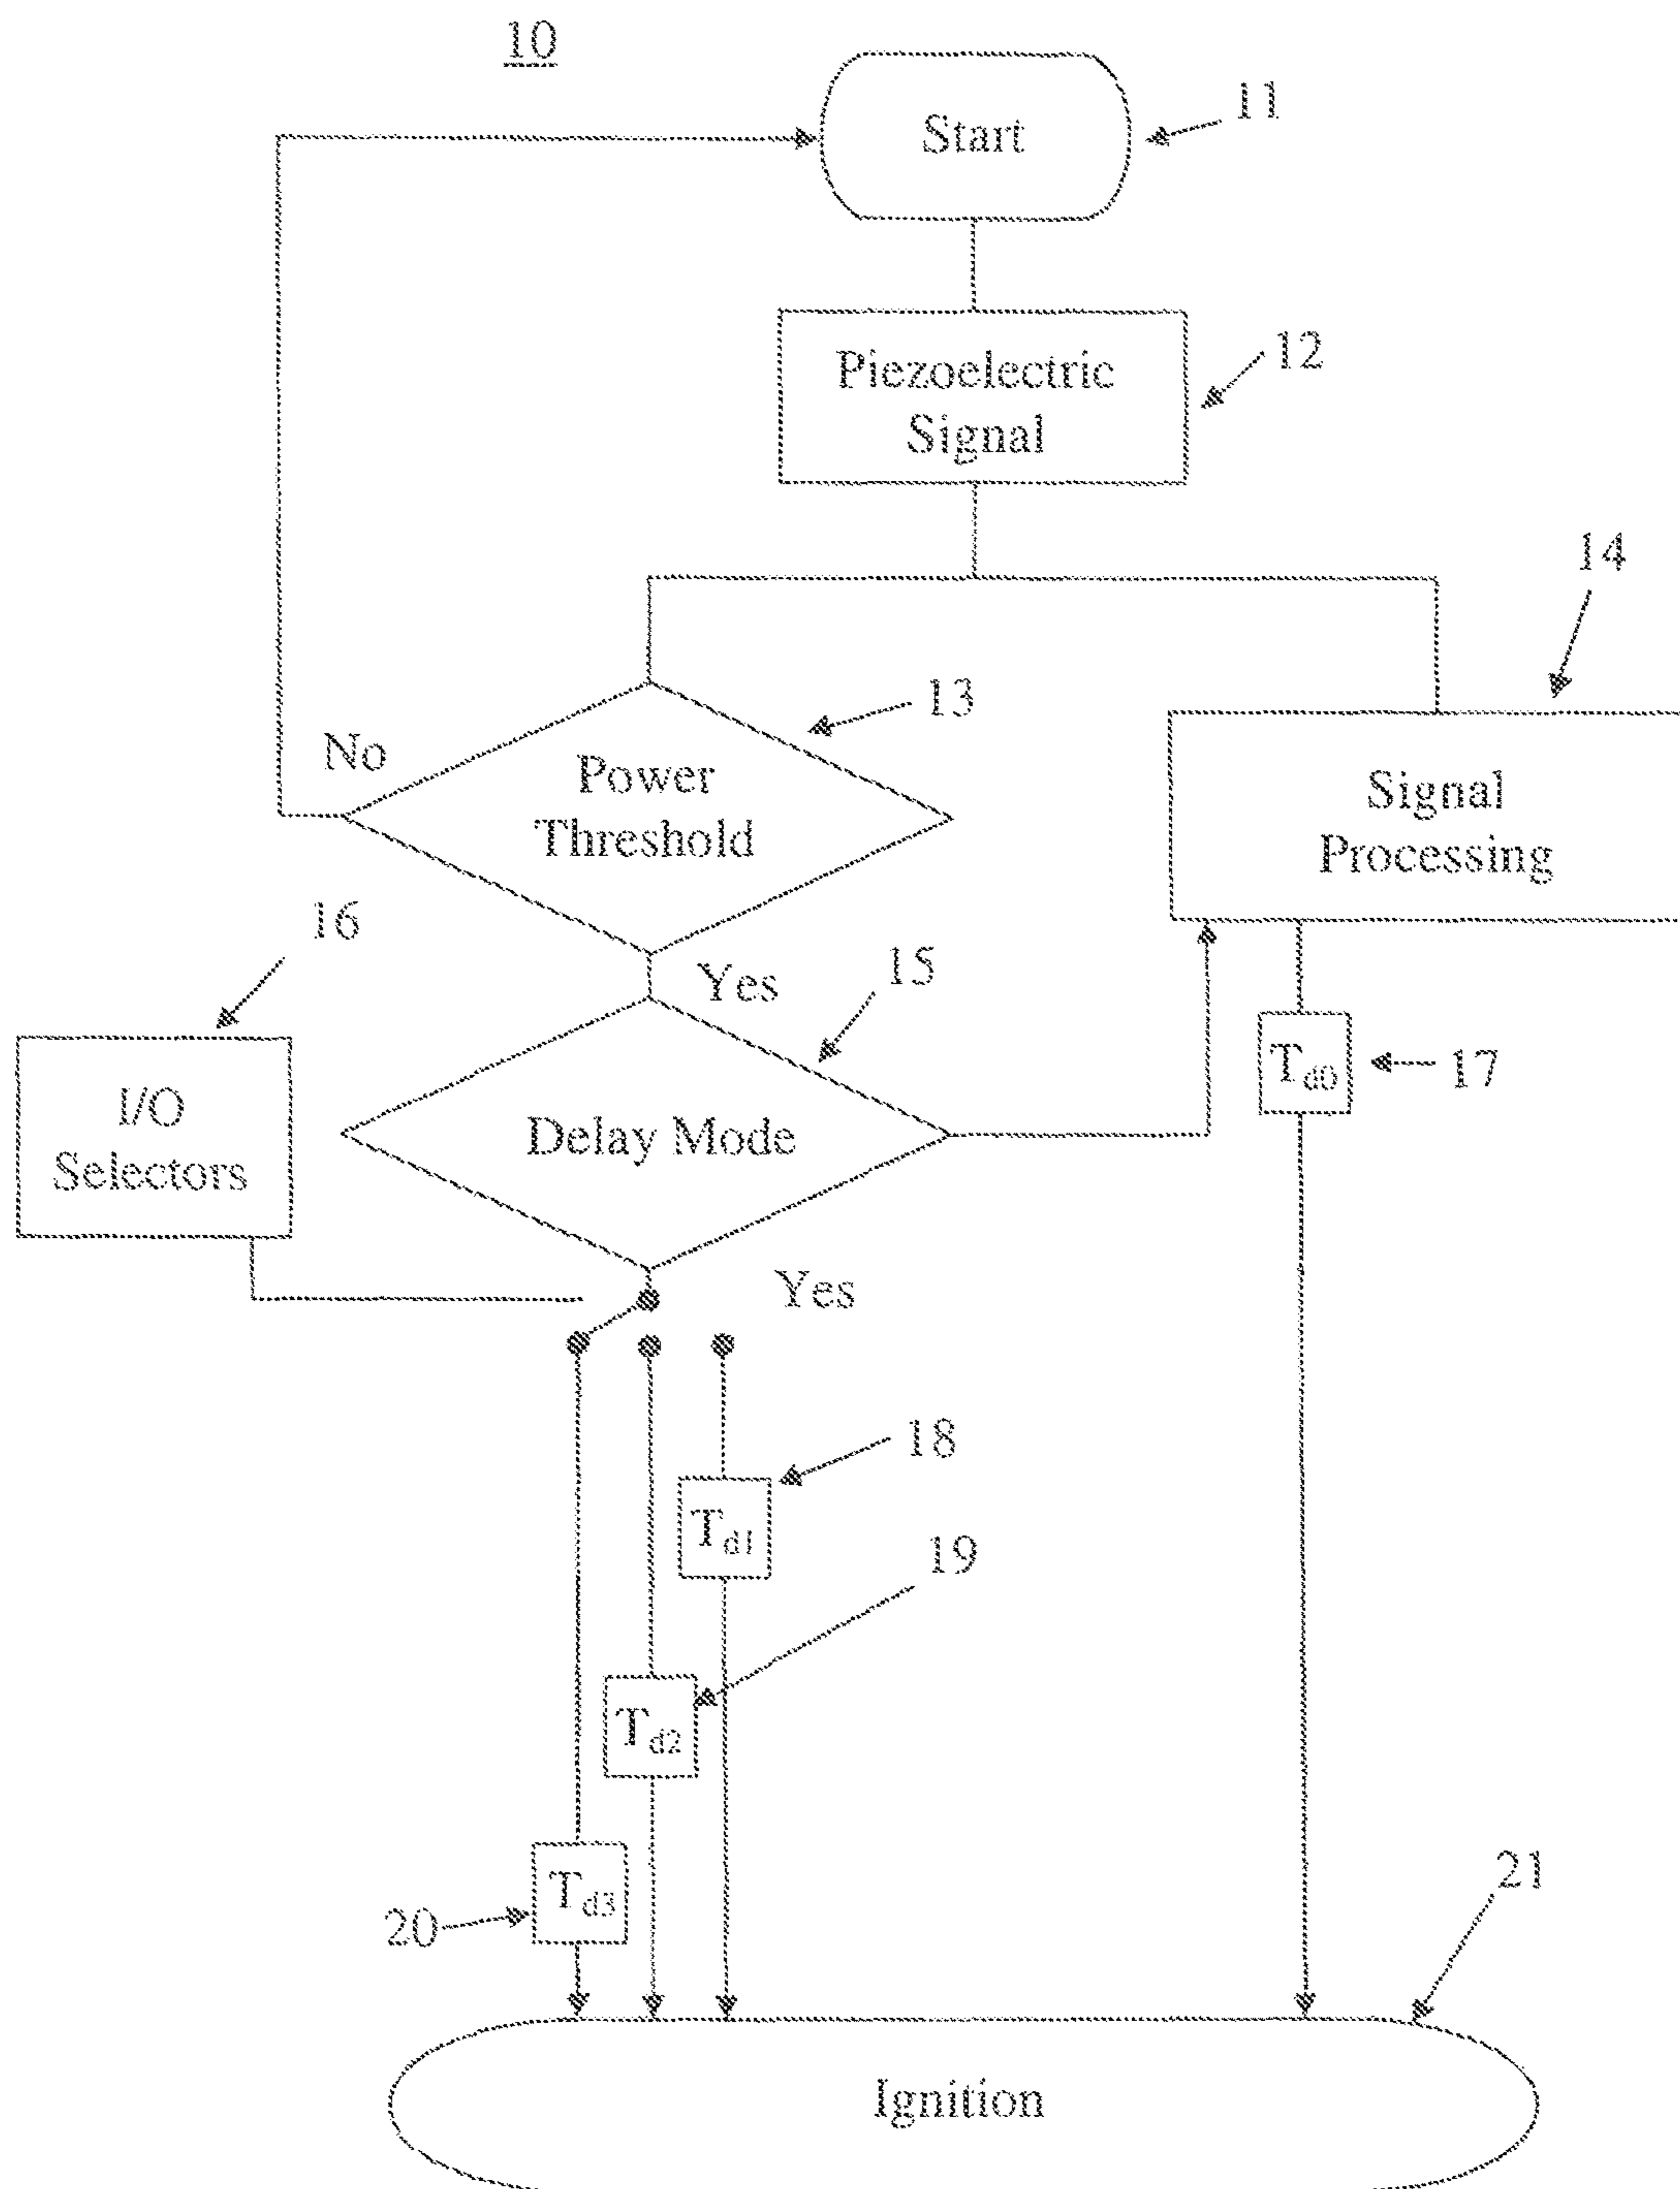 10
Start
11
Piezoelectric
Signal
12
14
13
No
Power
Threshold
Signal
Processing
16
Yes
15
I/O
Selectors
Delay Mode
Td0
17
Yes
18
Td1
19
Td2
Td3
20
21
Ignition